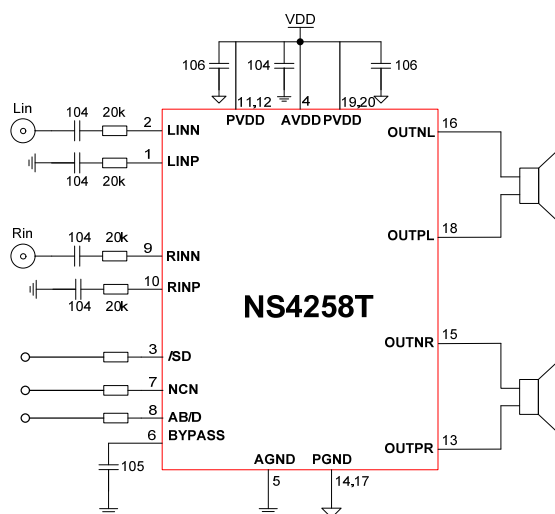 VDD
106
104
106
11,12
4
19,20
PVDD
AVDD
PVDD
Lin
104
20k
2
LINN
104
20k
1
LINP
Rin
104
20k
9
RINN
104
20k
10
RINP
NS4258T
3
/SD
7
NCN
8
AB/D
6
BYPASS
105
AGND
PGND
5
14,17
OUTNL
16
OUTPL
18
OUTNR
15
OUTPR
13